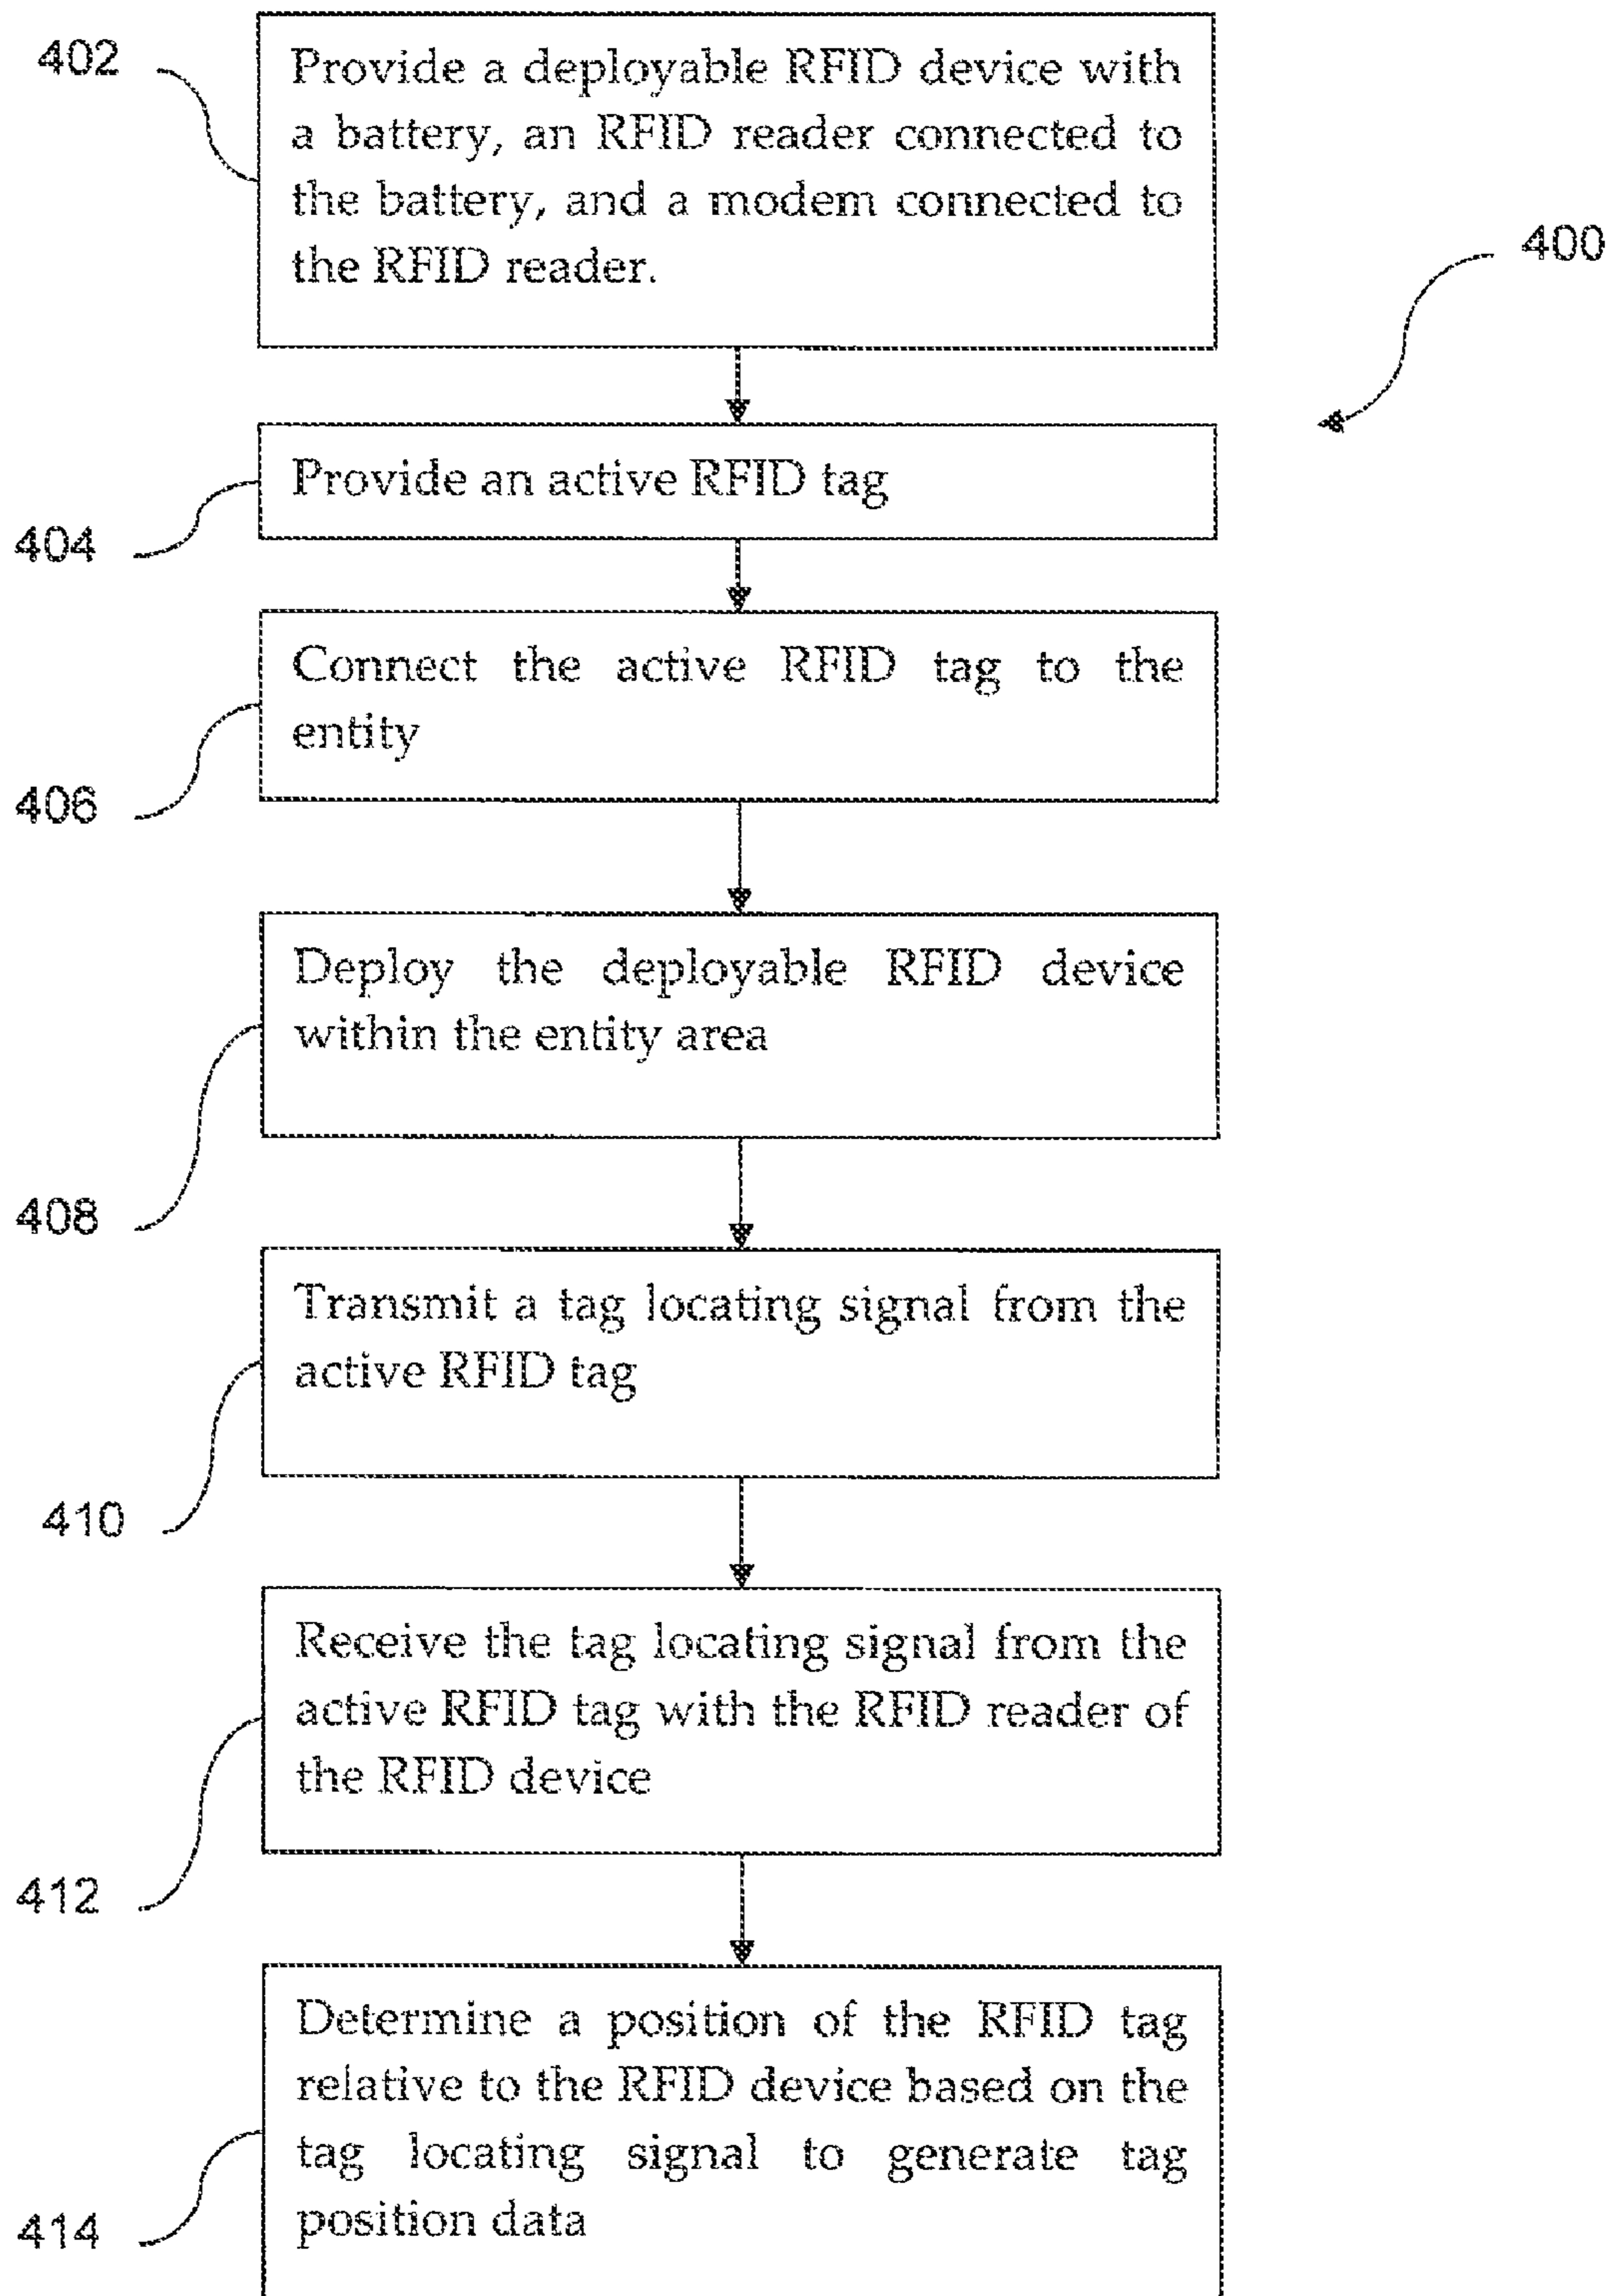 402
Provide a deployable RFID device with
a battery, an RFID reader connected to
the battery, and a modem connected to
the RFID reader.
400
Provide an active RFID tag
404
Connect the active RFID tag to the
entity
406
Deploy the deployable RFID device
within the entity area
408
Transmit a tag locating signal from the
active RFID tag
410
Receive the tag locating signal from the
active RFID tag with the RFID reader of
the RFID device
412
Determine a position of the RFID tag
relative to the RFID device based on the
tag locating signal to generate tag
position data
414